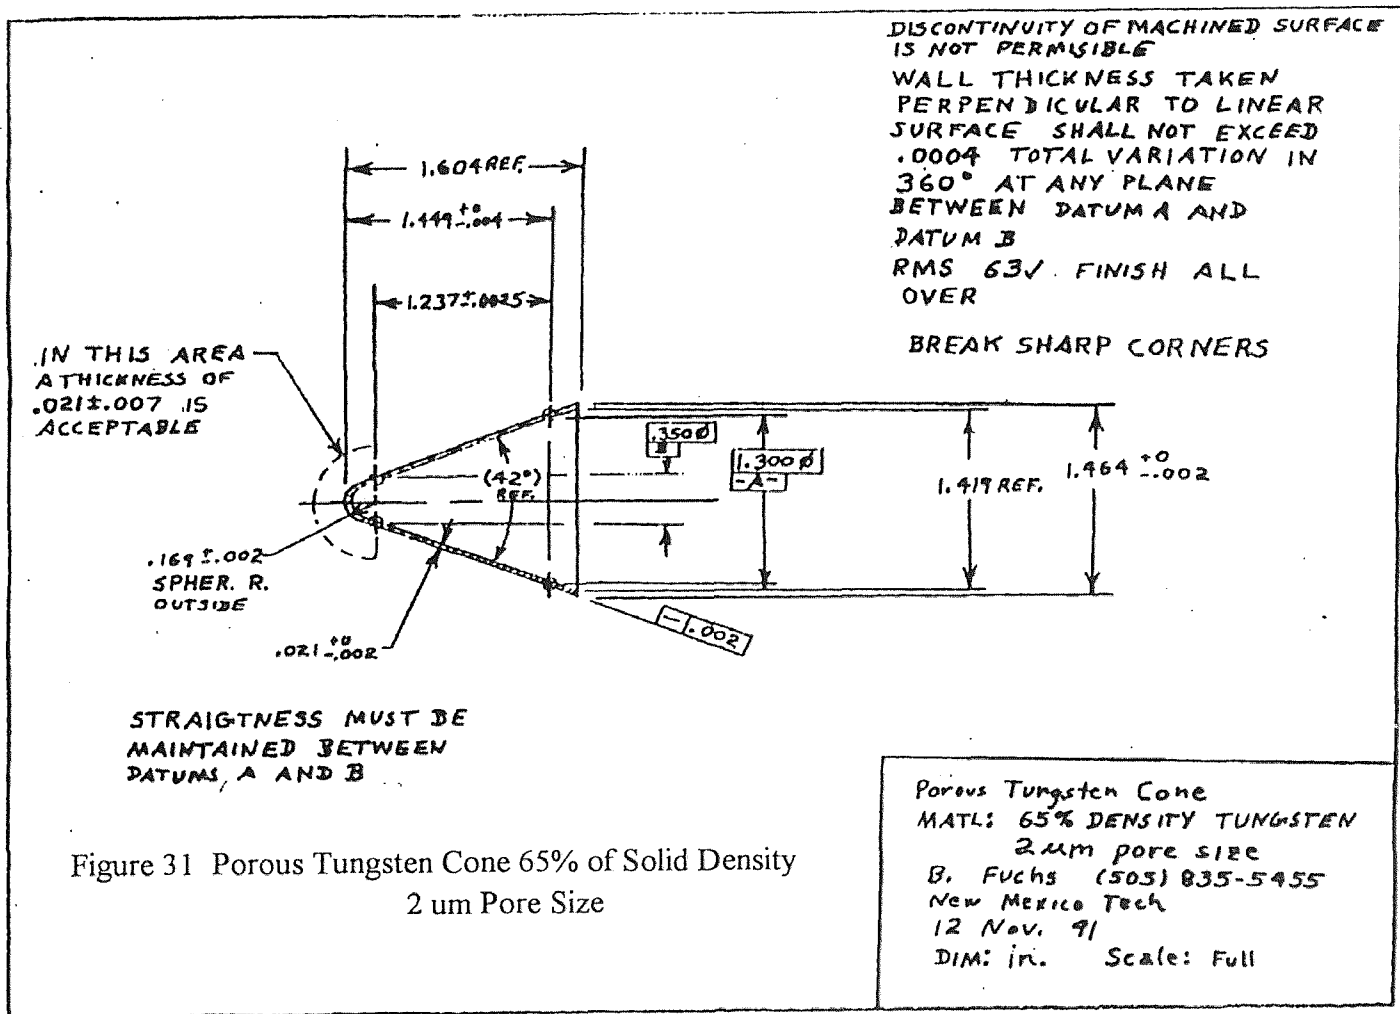 DISCONTINUITY OF MACHINED SURFACE
IS NOT PERMISIBLE
WALL THICKNESS TAKEN
PERPENDICULAR TO LINEAR
SURFACE SHALL NOT EXCEED
.0004 TOTAL VARIATION IN
360° AT ANY PLANE
BETWEEN DATUM A AND
DATUM B
RMS 63√ FINISH ALL
OVER
BREAK SHARP CORNERS
1.604 REF.
1.449 +0 -.004
1.237±.0025
.IN THIS AREA
A THICKNESS OF
.021±.007 IS
ACCEPTABLE
.350 Ø
1.300 Ø
-A-
(42°)
REF.
1.419 REF.
1.464 +0 -.002
.169 ±.002
SPHER. R.
OUTSIDE
.021 +0 -.002
— .002
STRAIGTNESS MUST BE
MAINTAINED BETWEEN
DATUMS, A AND B
Figure 31 Porous Tungsten Cone 65% of Solid Density
2 um Pore Size
Porous Tungsten Cone
MATL: 65% DENSITY TUNGSTEN
2 um pore size
B. Fuchs (505) 835-5455
New Mexico Tech
12 Nov. 91
DIM: in. Scale: Full